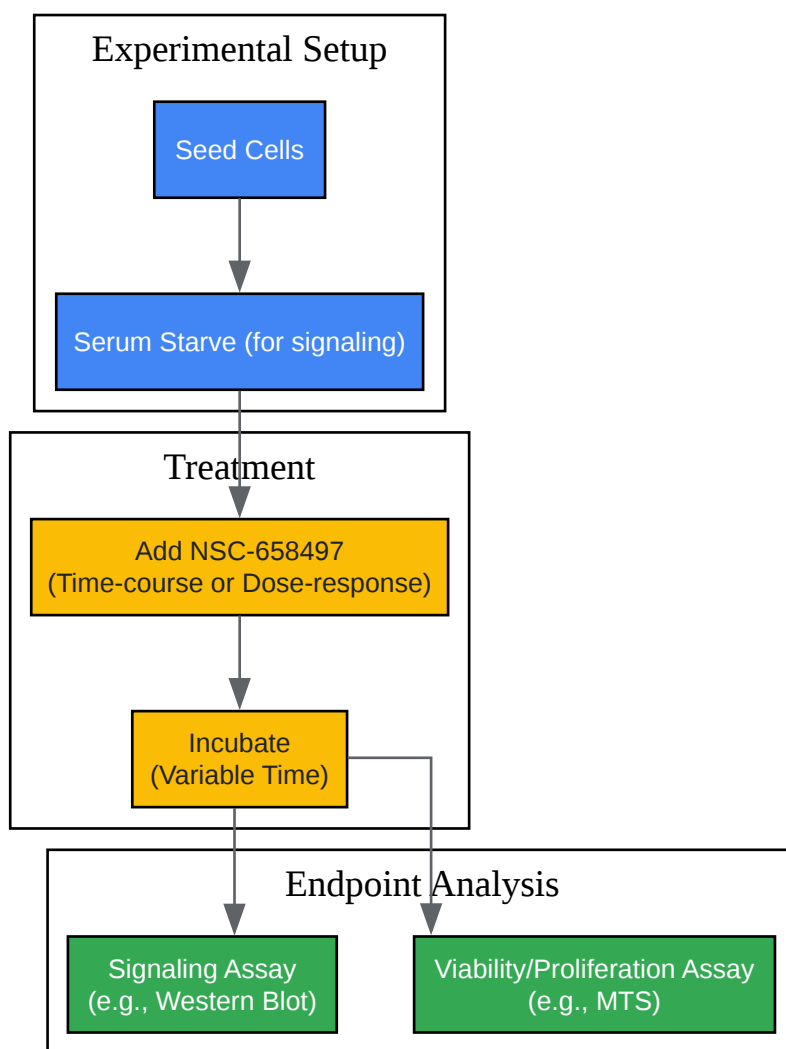 Experimental Setup
Seed Cells
Serum Starve (for signaling)
Treatment
Add NSC-658497
(Time-course or Dose-response)
Incubate
(Variable Time)
Endpoint Analysis
Signaling Assay
(e.g., Western Blot)
Viability/Proliferation Assay
(e.g., MTS)